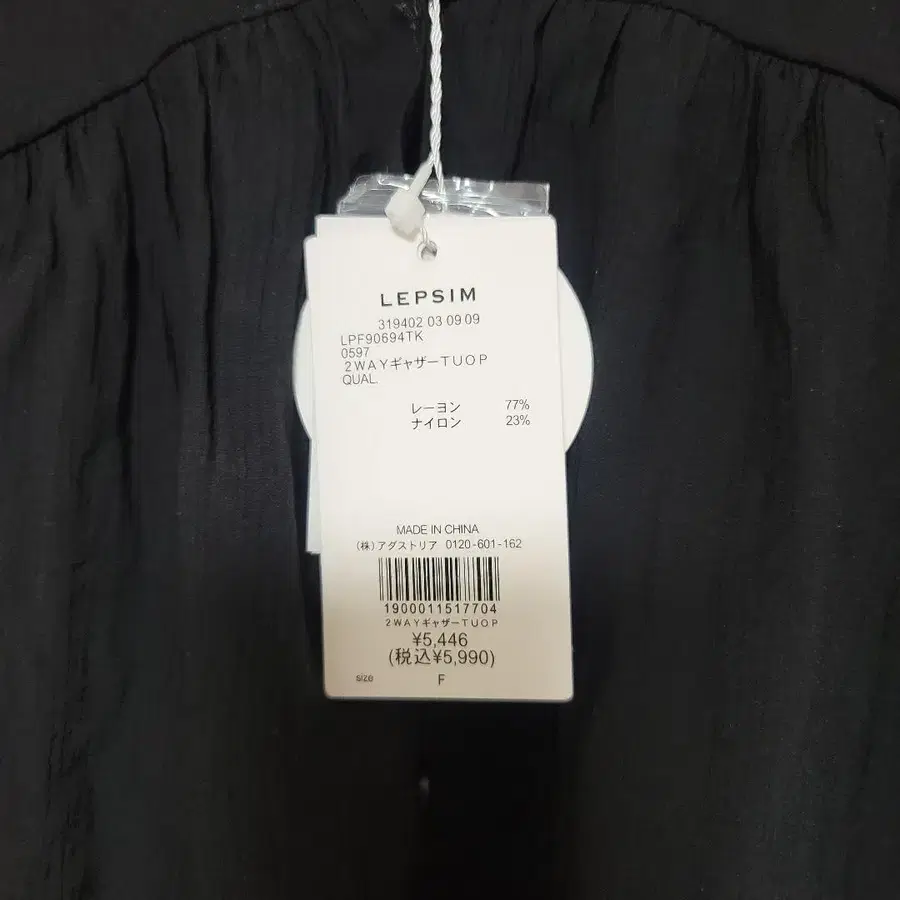 LEPSIM
319402 03 09 09
LPF90694TK
0597
2WAYギャザーTUOP
QUAL.
レーヨン 77%
ナイロン 23%
MADE IN CHINA
(株)アダストリア 0120-601-162
1900011517704
2WAYギャザーTUOP
¥5,446
(税込¥5,990)
SIZE F